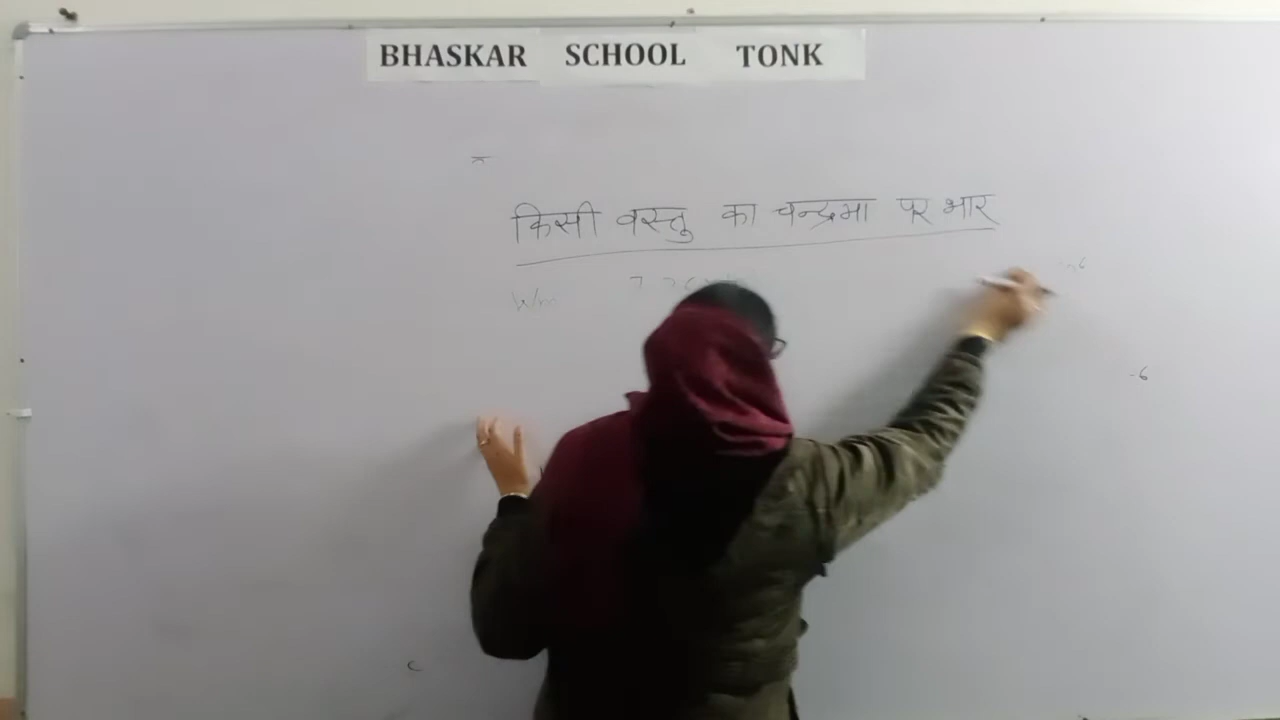 BHASKAR SCHOOL TONK
किसी वस्तु का चन्द्रमा पर भार